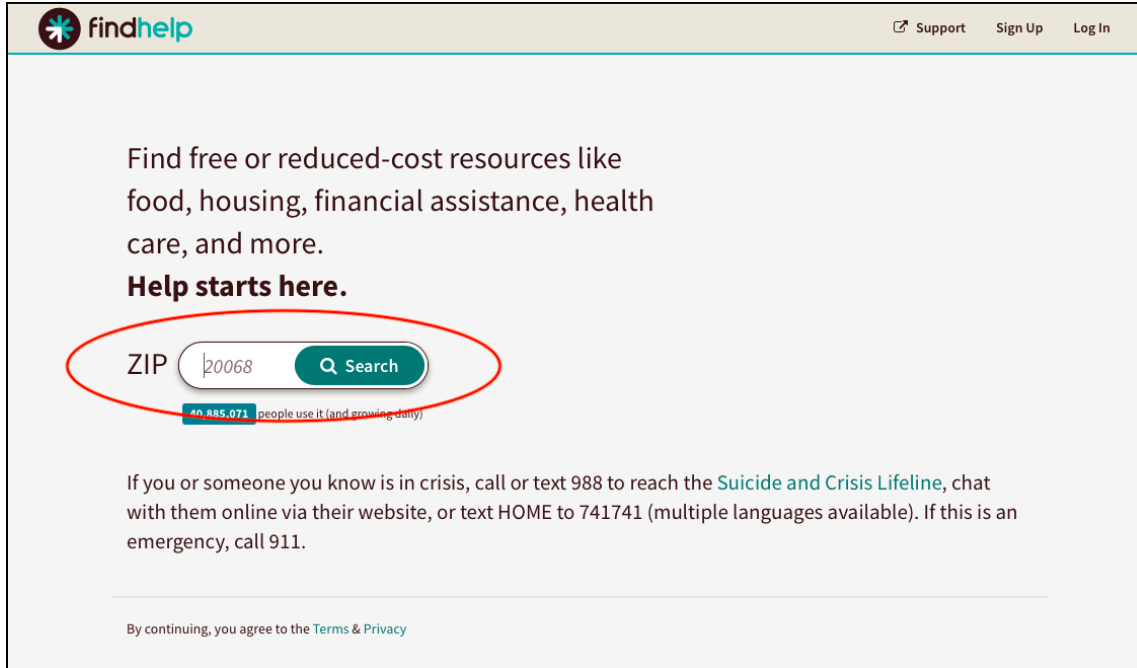 findhelp
Support Sign Up Log In
Find free or reduced-cost resources like
food, housing, financial assistance, health
care, and more.
Help starts here.
ZIP 20068 Search
40,885,071 people use it (and growing daily)
If you or someone you know is in crisis, call or text 988 to reach the Suicide and Crisis Lifeline, chat
with them online via their website, or text HOME to 741741 (multiple languages available). If this is an
emergency, call 911.
By continuing, you agree to the Terms & Privacy